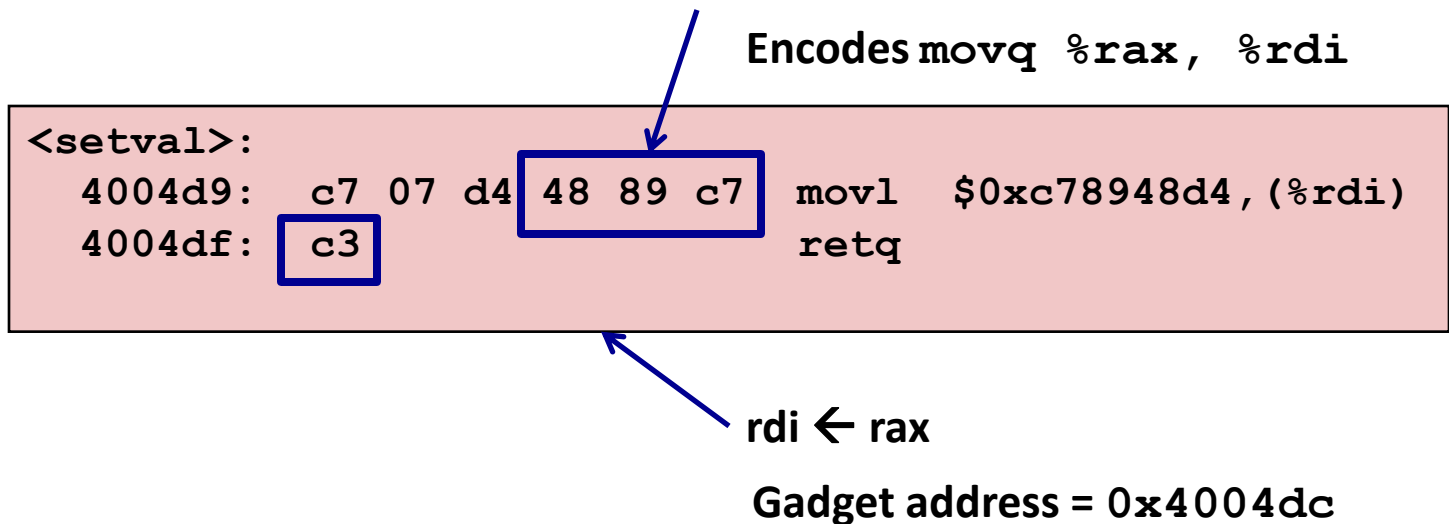 Encodes movq %rax, %rdi
<setval>:
4004d9: c7 07 d4 48 89 c7 movl $0xc78948d4,(%rdi)
4004df: c3 retq
rdi ← rax
Gadget address = 0x4004dc